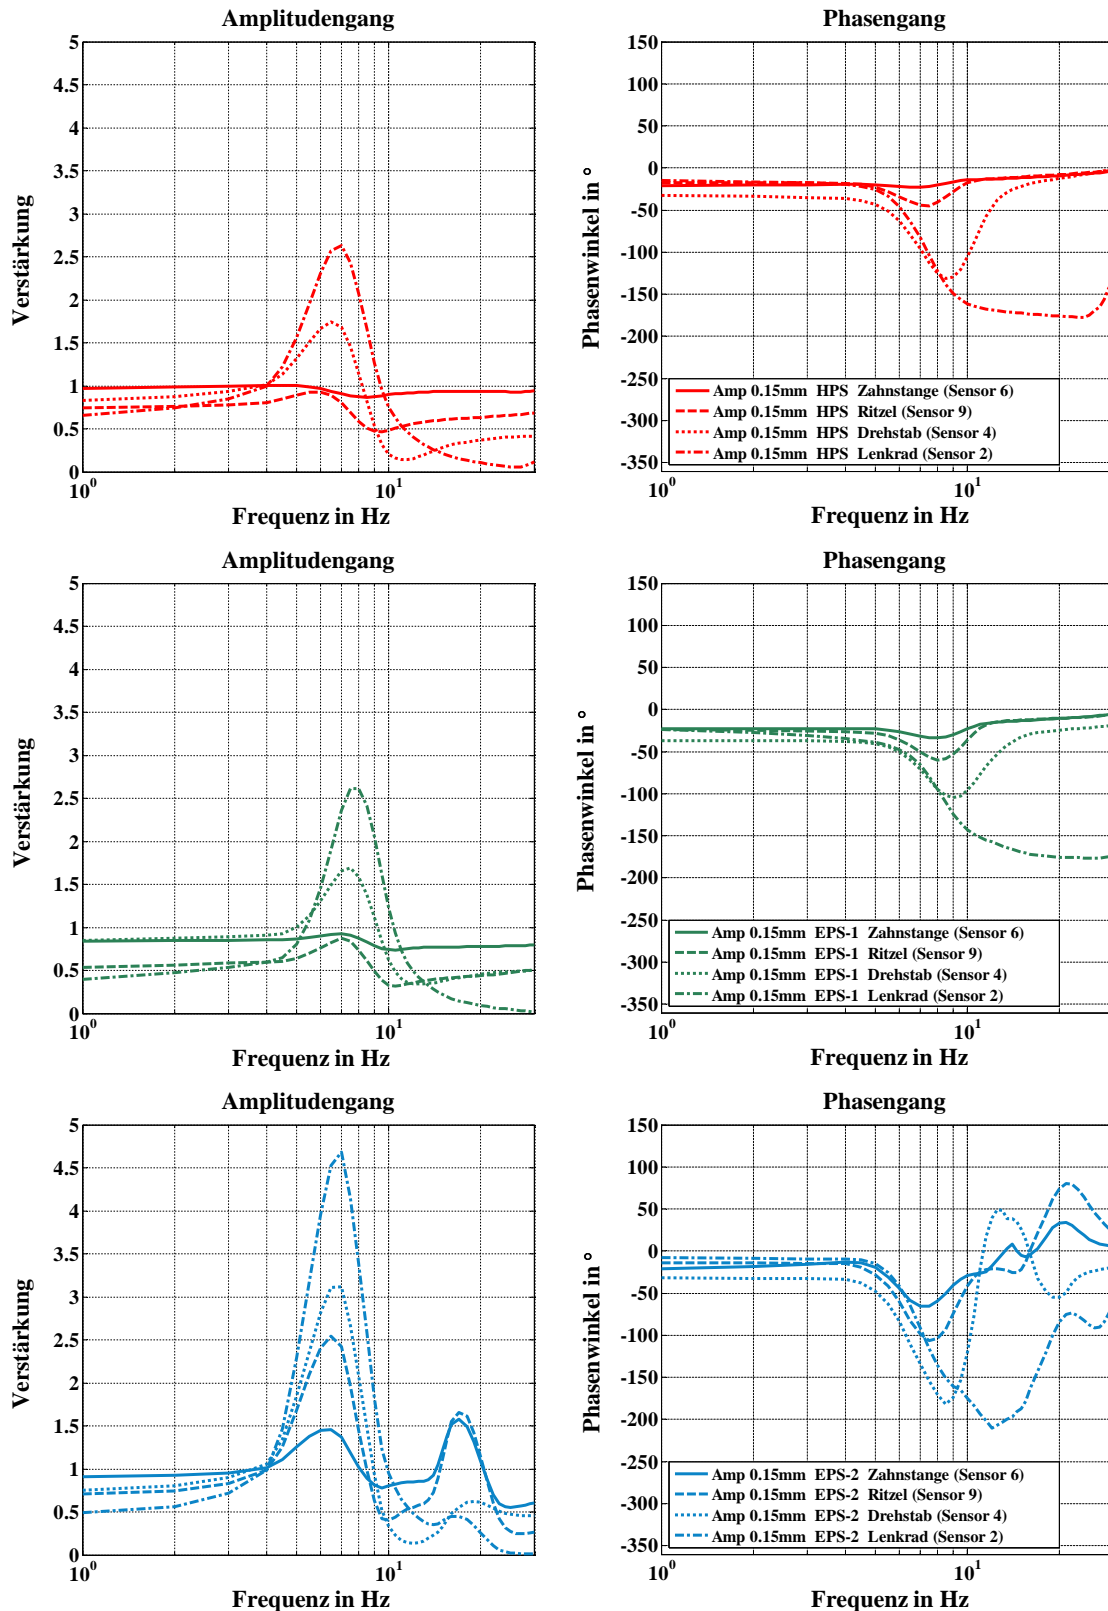 Amplitudengang
Verstärkung
5
4.5
4
3.5
3
2.5
2
1.5
1
0.5
0
10^0
10^1
Frequenz in Hz
Phasengang
Phasenwinkel in °
150
100
50
0
-50
-100
-150
-200
-250
-300
-350
Amp 0.15mm HPS Zahnstange (Sensor 6)
Amp 0.15mm HPS Ritzel (Sensor 9)
Amp 0.15mm HPS Drehstab (Sensor 4)
Amp 0.15mm HPS Lenkrad (Sensor 2)
10^0
10^1
Frequenz in Hz
Amplitudengang
Verstärkung
5
4.5
4
3.5
3
2.5
2
1.5
1
0.5
0
10^0
10^1
Frequenz in Hz
Phasengang
Phasenwinkel in °
150
100
50
0
-50
-100
-150
-200
-250
-300
-350
Amp 0.15mm EPS-1 Zahnstange (Sensor 6)
Amp 0.15mm EPS-1 Ritzel (Sensor 9)
Amp 0.15mm EPS-1 Drehstab (Sensor 4)
Amp 0.15mm EPS-1 Lenkrad (Sensor 2)
10^0
10^1
Frequenz in Hz
Amplitudengang
Verstärkung
5
4.5
4
3.5
3
2.5
2
1.5
1
0.5
0
10^0
10^1
Frequenz in Hz
Phasengang
Phasenwinkel in °
150
100
50
0
-50
-100
-150
-200
-250
-300
-350
Amp 0.15mm EPS-2 Zahnstange (Sensor 6)
Amp 0.15mm EPS-2 Ritzel (Sensor 9)
Amp 0.15mm EPS-2 Drehstab (Sensor 4)
Amp 0.15mm EPS-2 Lenkrad (Sensor 2)
10^0
10^1
Frequenz in Hz